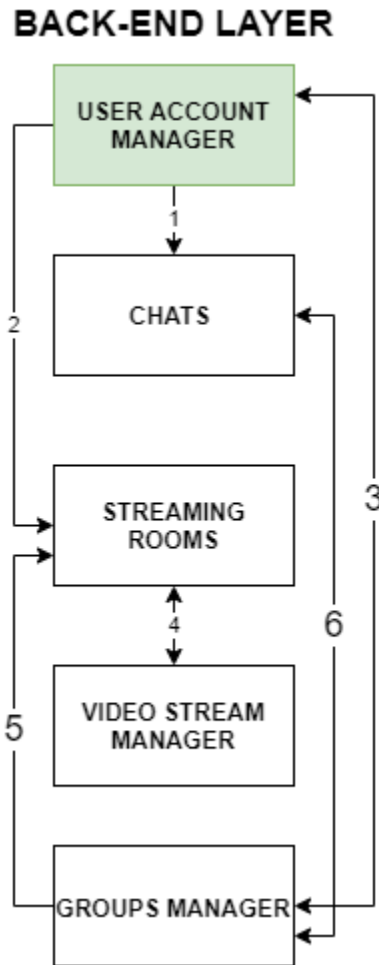 BACK-END LAYER
USER ACCOUNT
MANAGER
1
CHATS
2
STREAMING
ROOMS
3
4
6
VIDEO STREAM
MANAGER
5
GROUPS MANAGER